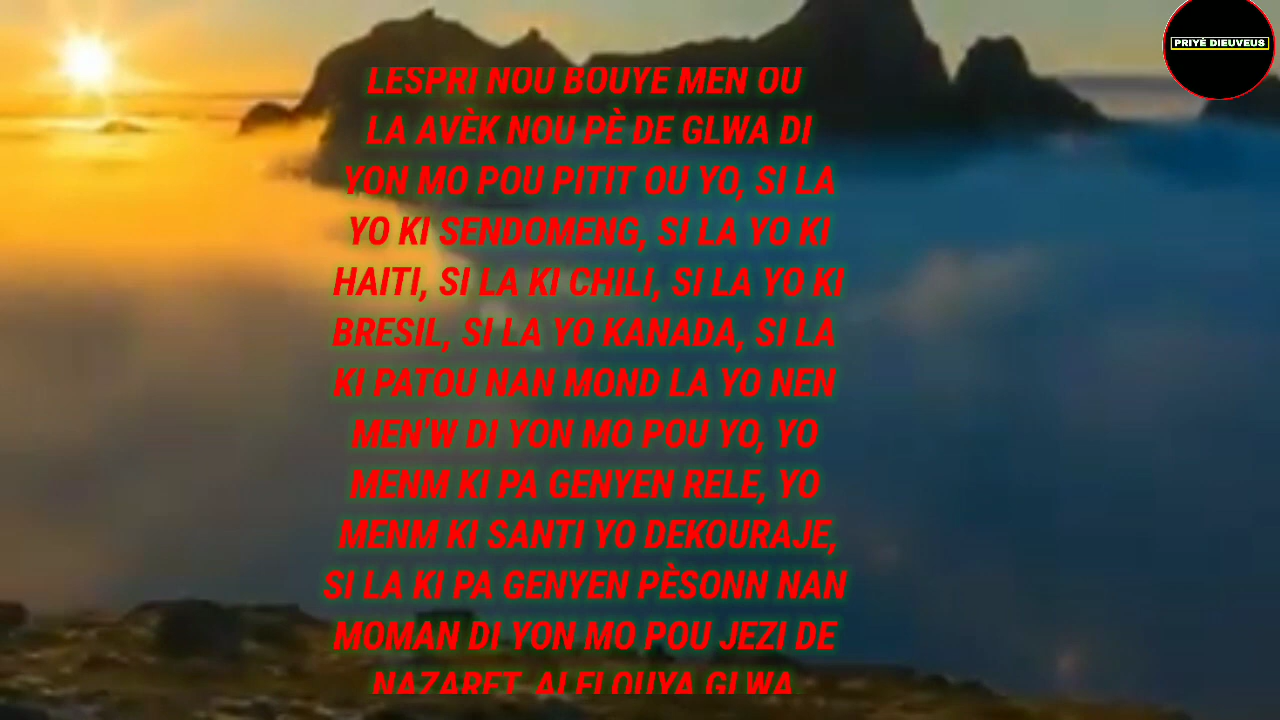 PRIYÈ DIEUVEUS
LESPRI NOU BOUYE MEN OU
LA AVÈK NOU PÈ DE GLWA DI
YON MO POU PITIT OU YO, SI LA
YO KI SENDOMENG, SI LA YO KI
HAITI, SI LA KI CHILI, SI LA YO KI
BRESIL, SI LA YO KANADA, SI LA
KI PATOU NAN MOND LA YO NEN
MEN'W DI YON MO POU YO, YO
MENM KI PA GENYEN RELE, YO
MENM KI SANTI YO DEKOURAJE,
SI LA KI PA GENYEN PÈSONN NAN
MOMAN DI YON MO POU JEZI DE
NAZARET, ALELOUYA GLWA